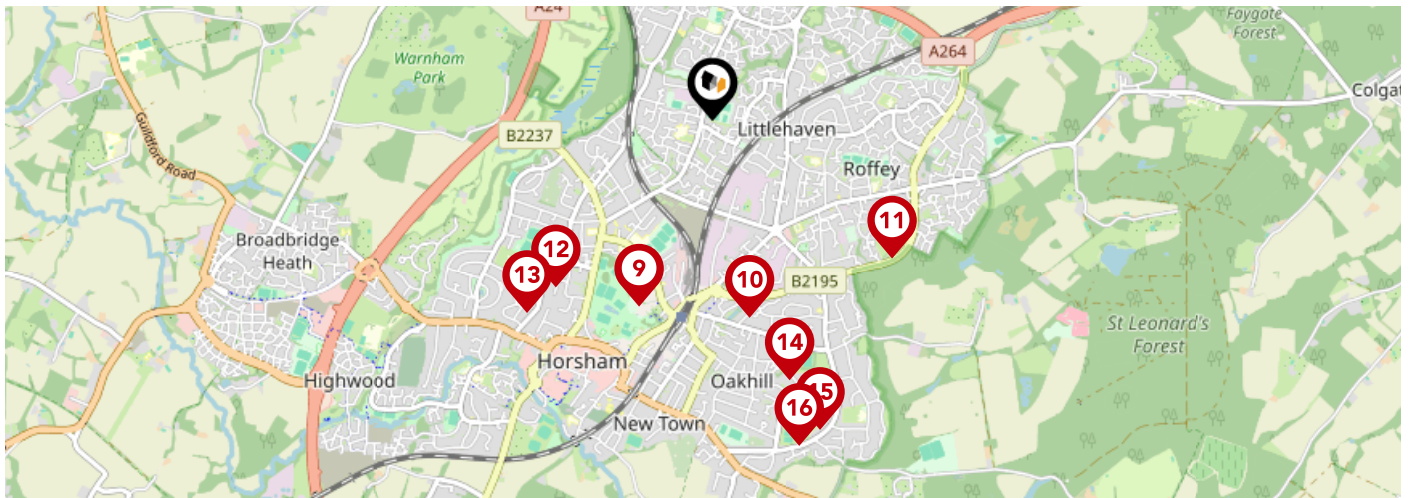 A24
Faygate
Forest
Warnham
Park
A264
Colgat
Guildford Road
B2237
Littlehaven
Roffey
11
Broadbridge
Heath
12
13
9
10
B2195
St Leonard's
Forest
14
Horsham
Highwood
Oakhill
15
16
New Town